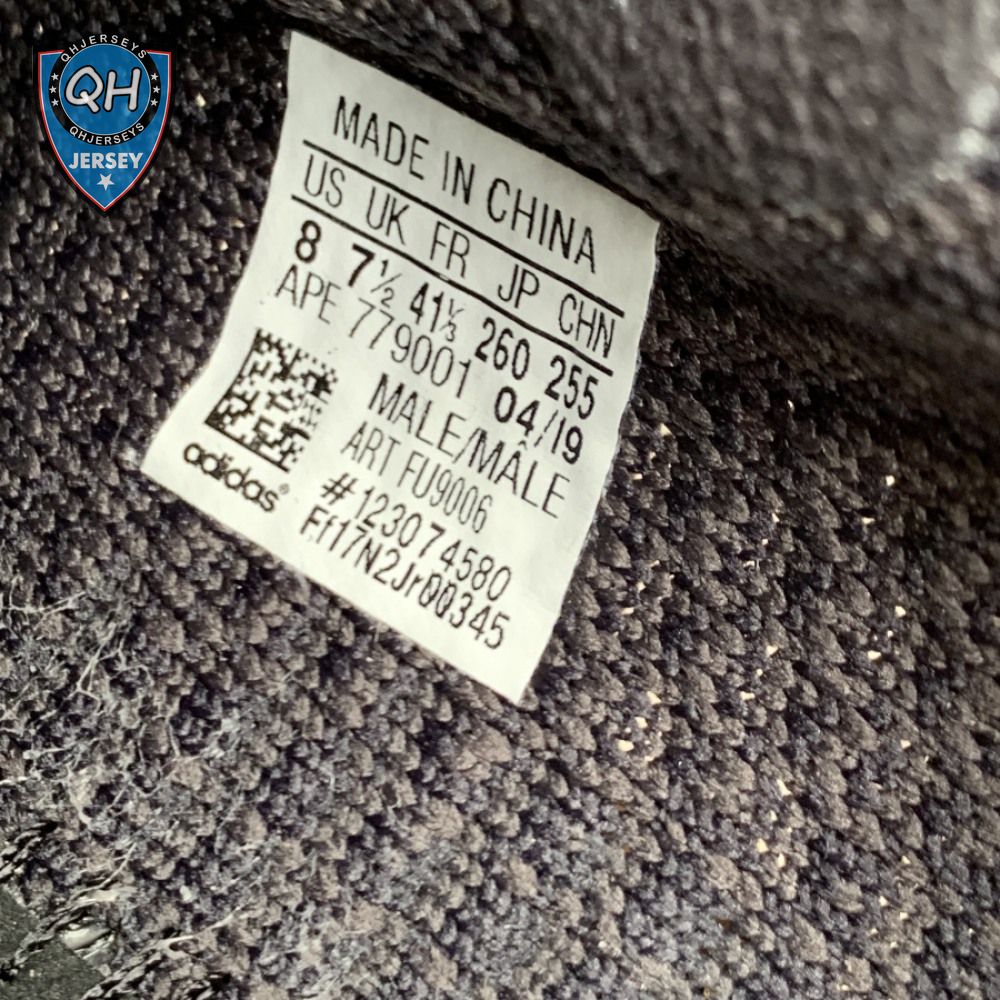 QHJERSEYS
QH
QHJERSEYS
JERSEY
MADE IN CHINA
US UK FR JP CHN
8 7½ 41⅓ 260 255
APE 779001 04/19
MALE/MÂLE
ART FU9006
#123074580
Ff17N2Jr00345
adidas®